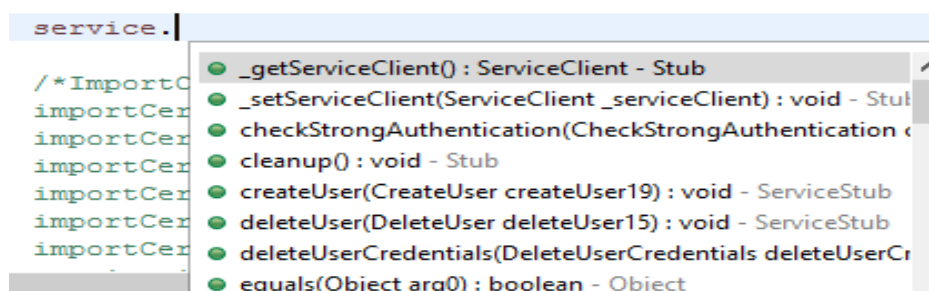 service.
/*ImportC
importCer
importCer
importCer
importCer
importCer
importCer
_getServiceClient() : ServiceClient - Stub
_setServiceClient(ServiceClient _serviceClient) : void - Stub
checkStrongAuthentication(CheckStrongAuthentication c
cleanup() : void - Stub
createUser(CreateUser createUser19) : void - ServiceStub
deleteUser(DeleteUser deleteUser15) : void - ServiceStub
deleteUserCredentials(DeleteUserCredentials deleteUserCr
equals(Object arg0) : boolean - Object